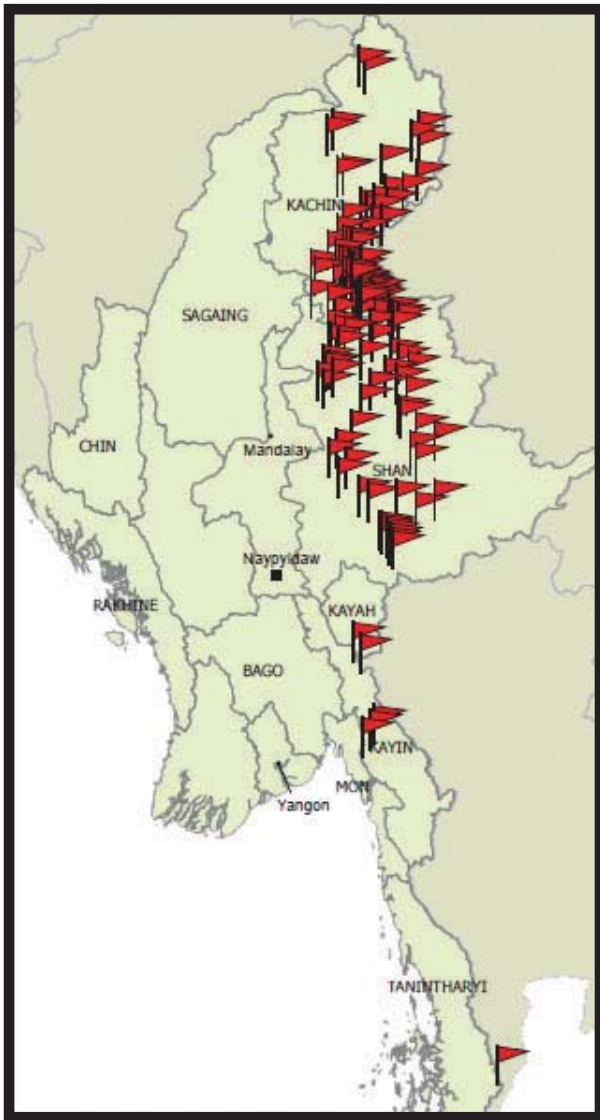 KACHIN
SAGAING
CHIN
Mandalay
SHAN
Naypyidaw
RAKHINE
KAYAH
BAGO
KAYIN
MON
Yangon
TANINTHARYI